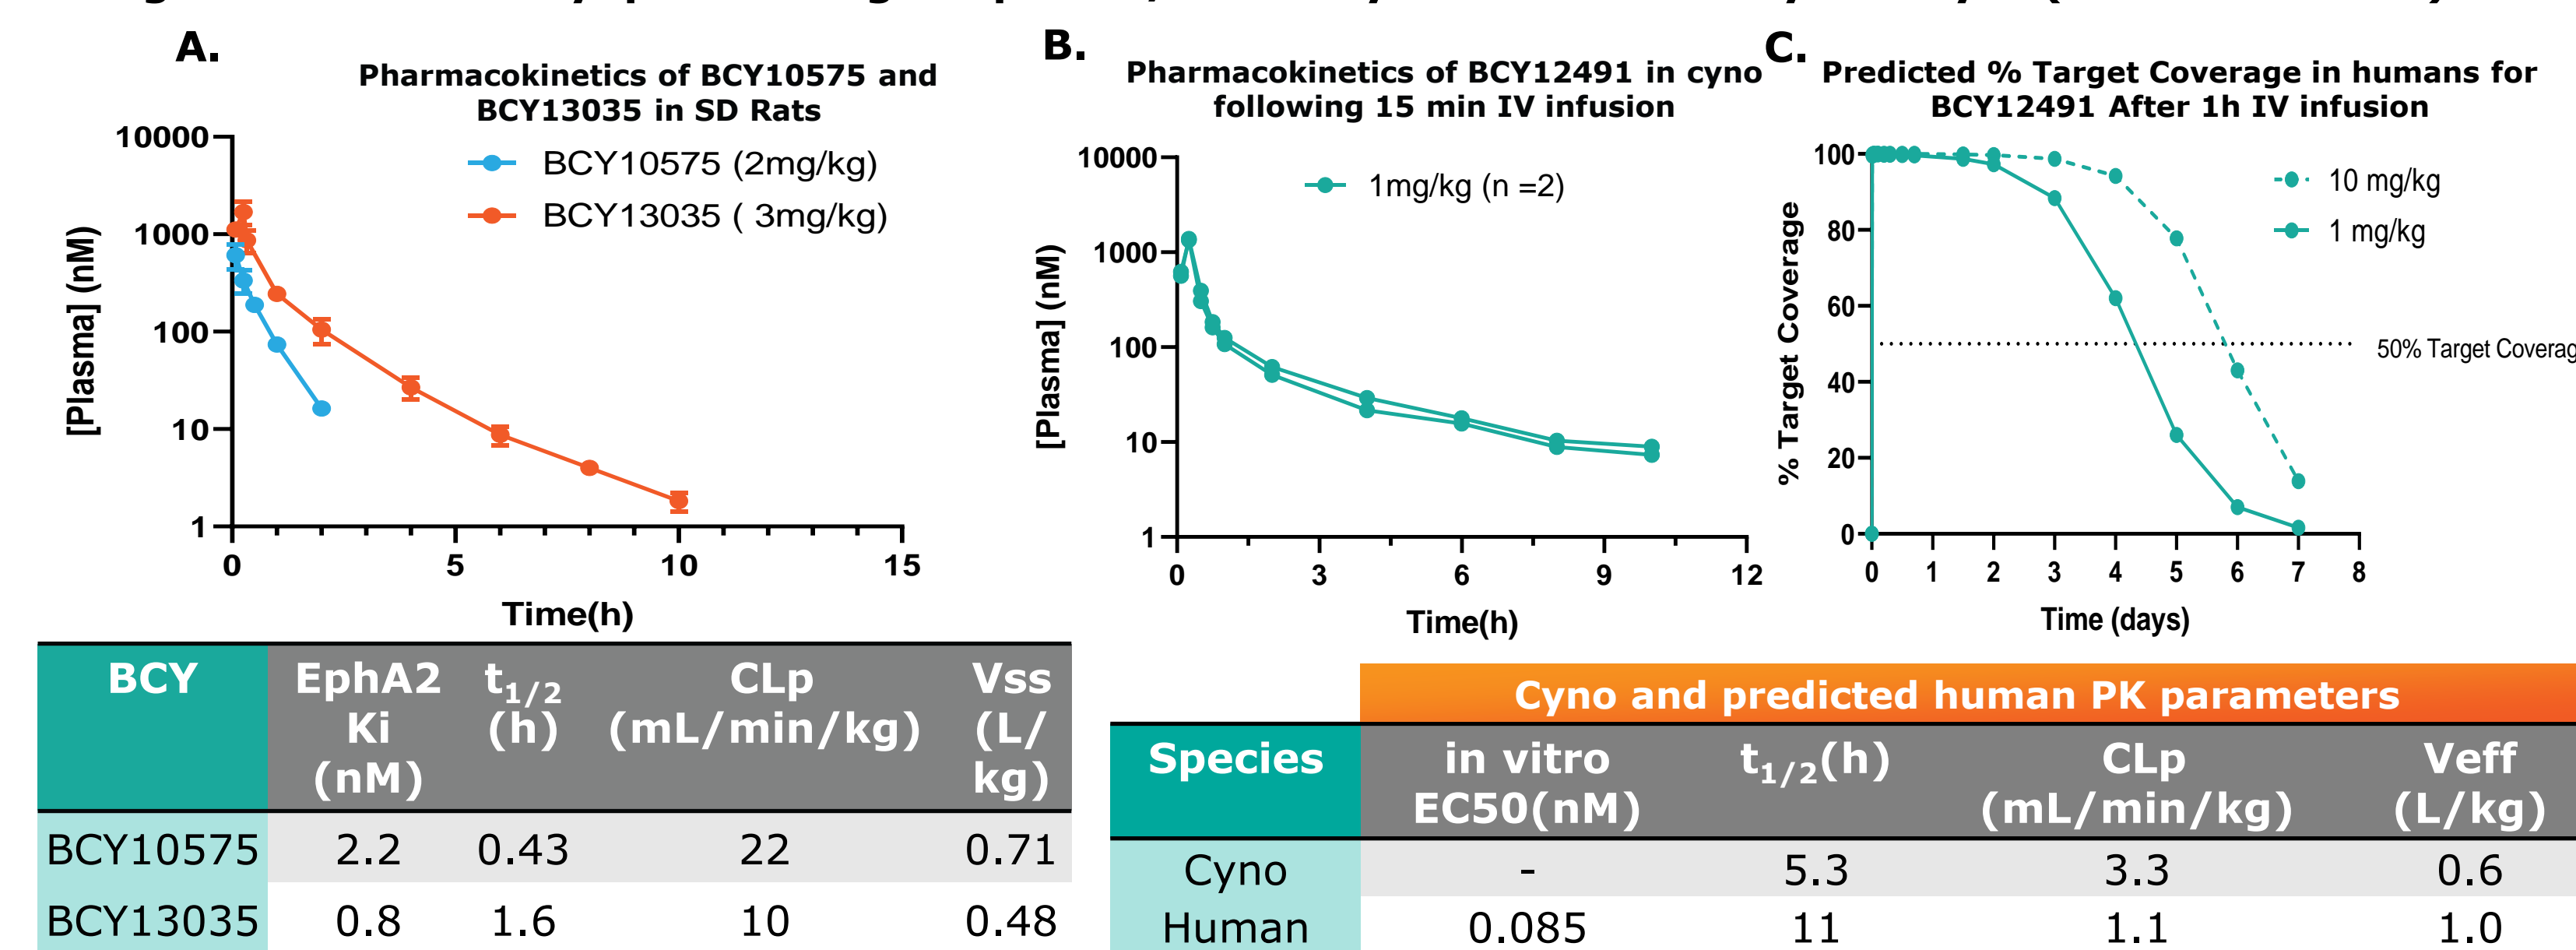 A.
Pharmacokinetics of BCY10575 and
BCY13035 in SD Rats
10000
1000
100
10
1
[Plasma] (nM)
BCY10575 (2mg/kg)
BCY13035 ( 3mg/kg)
0 5 10 15
Time(h)
B.
Pharmacokinetics of BCY12491 in cyno
following 15 min IV infusion
10000
1000
100
10
1
[Plasma] (nM)
1mg/kg (n =2)
0 3 6 9 12
Time(h)
C.
Predicted % Target Coverage in humans for
BCY12491 After 1h IV infusion
100
80
60
40
20
0
% Target Coverage
10 mg/kg
1 mg/kg
50% Target Coverag
0 1 2 3 4 5 6 7 8
Time (days)
BCY EphA2 Ki (nM) t1/2 (h) CLp (mL/min/kg) Vss (L/kg)
BCY10575 2.2 0.43 22 0.71
BCY13035 0.8 1.6 10 0.48
Cyno and predicted human PK parameters
Species in vitro EC50(nM) t1/2(h) CLp (mL/min/kg) Veff (L/kg)
Cyno - 5.3 3.3 0.6
Human 0.085 11 1.1 1.0